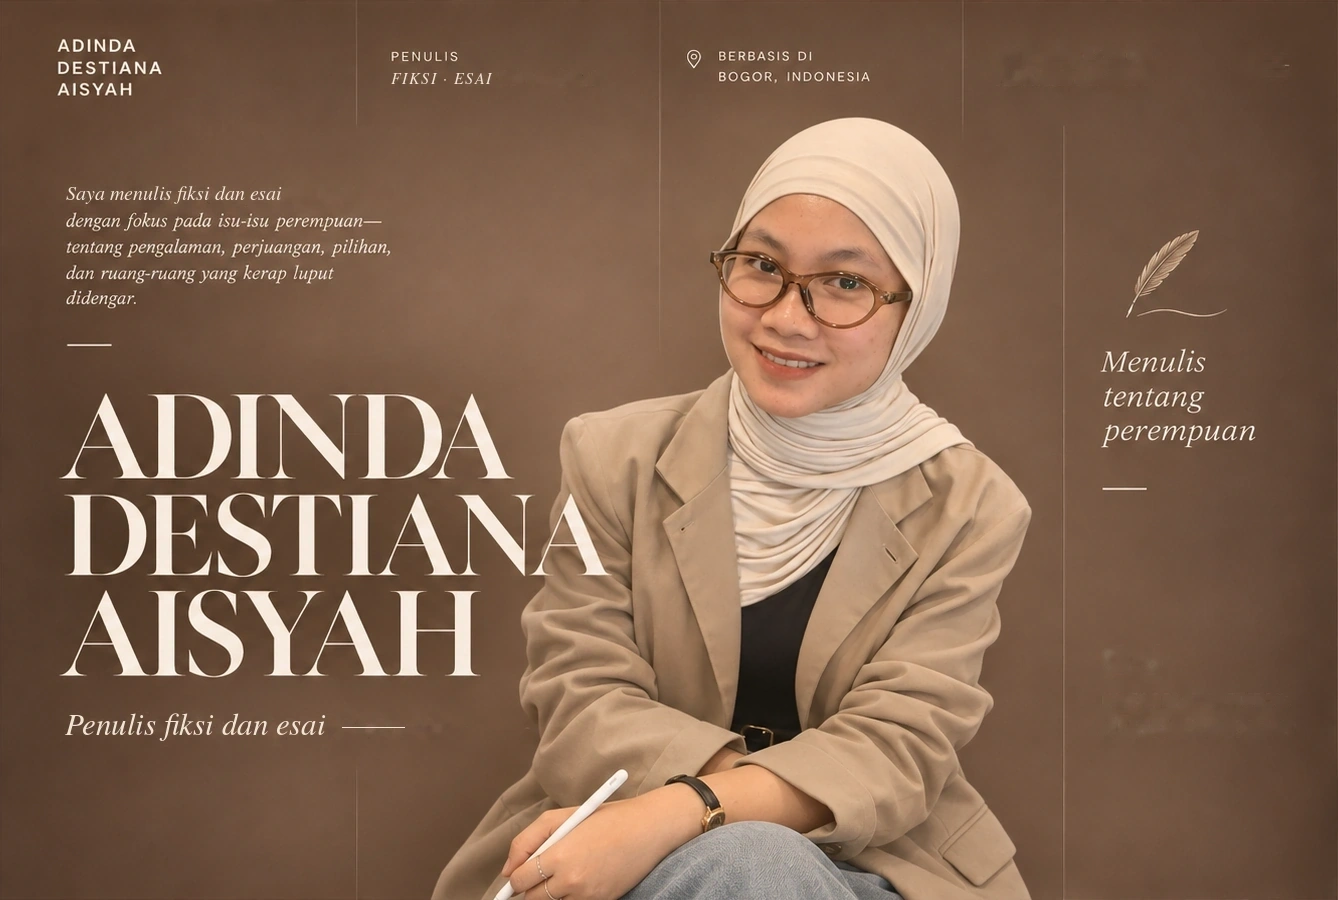 ADINDA
DESTIANA
AISYAH
PENULIS
FIKSI · ESAI
BERBASIS DI
BOGOR, INDONESIA
Saya menulis fiksi dan esai
dengan fokus pada isu-isu perempuan—
tentang pengalaman, perjuangan, pilihan,
dan ruang-ruang yang kerap luput
didengar.
ADINDA
DESTIANA
AISYAH
Penulis fiksi dan esai
Menulis
tentang
perempuan